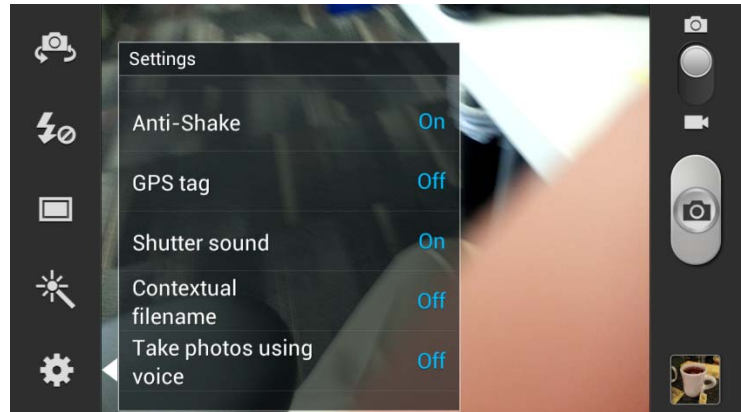 Settings
Anti-Shake On
GPS tag Off
Shutter sound On
Contextual
filename Off
Take photos using
voice Off